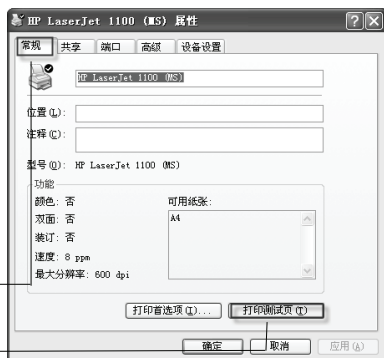 HP LaserJet 1100 (MS) 属性
常规 共享 端口 高级 设备设置
HP LaserJet 1100 (MS)
位置(L):
注释(C):
型号(O): HP LaserJet 1100 (MS)
功能
颜色: 否 可用纸张:
双面: 否 A4
装订: 否
速度: 8 ppm
最大分辨率: 600 dpi
打印首选项(I)... 打印测试页(T)
确定 取消 应用(A)